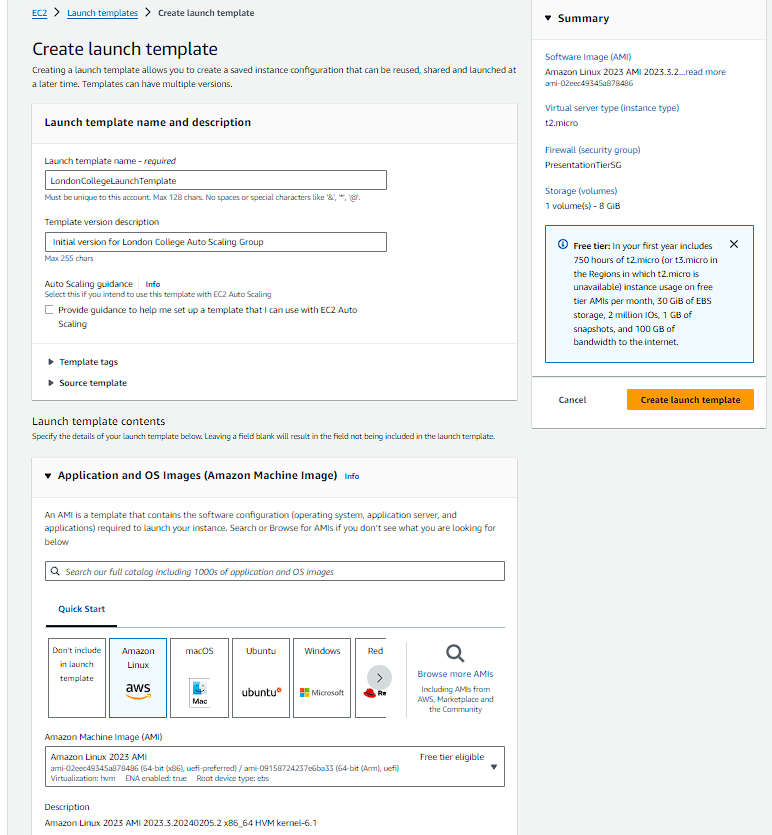 EC2 > Launch templates > Create launch template
Create launch template
Creating a launch template allows you to create a saved instance configuration that can be reused, shared and launched at
a later time. Templates can have multiple versions.
Launch template name and description
Launch template name - required
LondonCollegeLaunchTemplate
Must be unique to this account. Max 128 chars. No spaces or special characters like '&', '*', '@'.
Template version description
Initial version for London College Auto Scaling Group
Max 255 chars
Auto Scaling guidance Info
Select this if you intend to use this template with EC2 Auto Scaling
Provide guidance to help me set up a template that I can use with EC2 Auto
Scaling
Template tags
Source template
Launch template contents
Specify the details of your launch template below. Leaving a field blank will result in the field not being included in the launch template.
Application and OS Images (Amazon Machine Image) Info
An AMI is a template that contains the software configuration (operating system, application server, and
applications) required to launch your instance. Search or Browse for AMIs if you don't see what you are looking for
below
Search our full catalog including 1000s of application and OS images
Quick Start
Don't include
in launch
template
Amazon
Linux
aws
macOS
Mac
Ubuntu
ubuntu
Windows
Microsoft
Red
Re
Browse more AMIs
Including AMIs from
AWS, Marketplace and
the Community
Amazon Machine Image (AMI)
Amazon Linux 2023 AMI Free tier eligible
ami-02eec49345a878486 (64-bit (x86), uefi-preferred) / ami-09158724237e6ba33 (64-bit (Arm), uefi)
Virtualization: hvm ENA enabled: true Root device type: ebs
Description
Amazon Linux 2023 AMI 2023.3.20240205.2 x86_64 HVM kernel-6.1
Summary
Software Image (AMI)
Amazon Linux 2023 AMI 2023.3.2...read more
ami-02eec49345a878486
Virtual server type (instance type)
t2.micro
Firewall (security group)
PresentationTierSG
Storage (volumes)
1 volume(s) - 8 GiB
Free tier: In your first year includes
750 hours of t2.micro (or t3.micro in
the Regions in which t2.micro is
unavailable) instance usage on free
tier AMIs per month, 30 GiB of EBS
storage, 2 million IOs, 1 GB of
snapshots, and 100 GB of
bandwidth to the internet.
Cancel
Create launch template